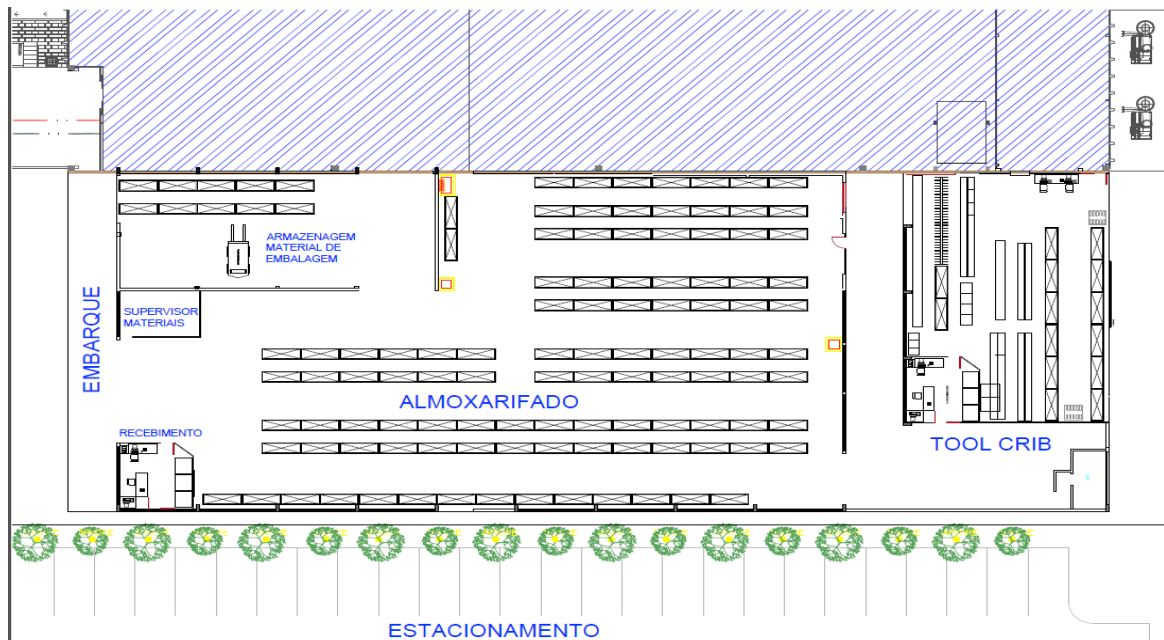 ARMAZENAGEM
MATERIAL DE
EMBALAGEM
EMBARQUE
SUPERVISOR
MATERIAIS
ALMOXARIFADO
RECEBIMENTO
TOOL CRIB
ESTACIONAMENTO